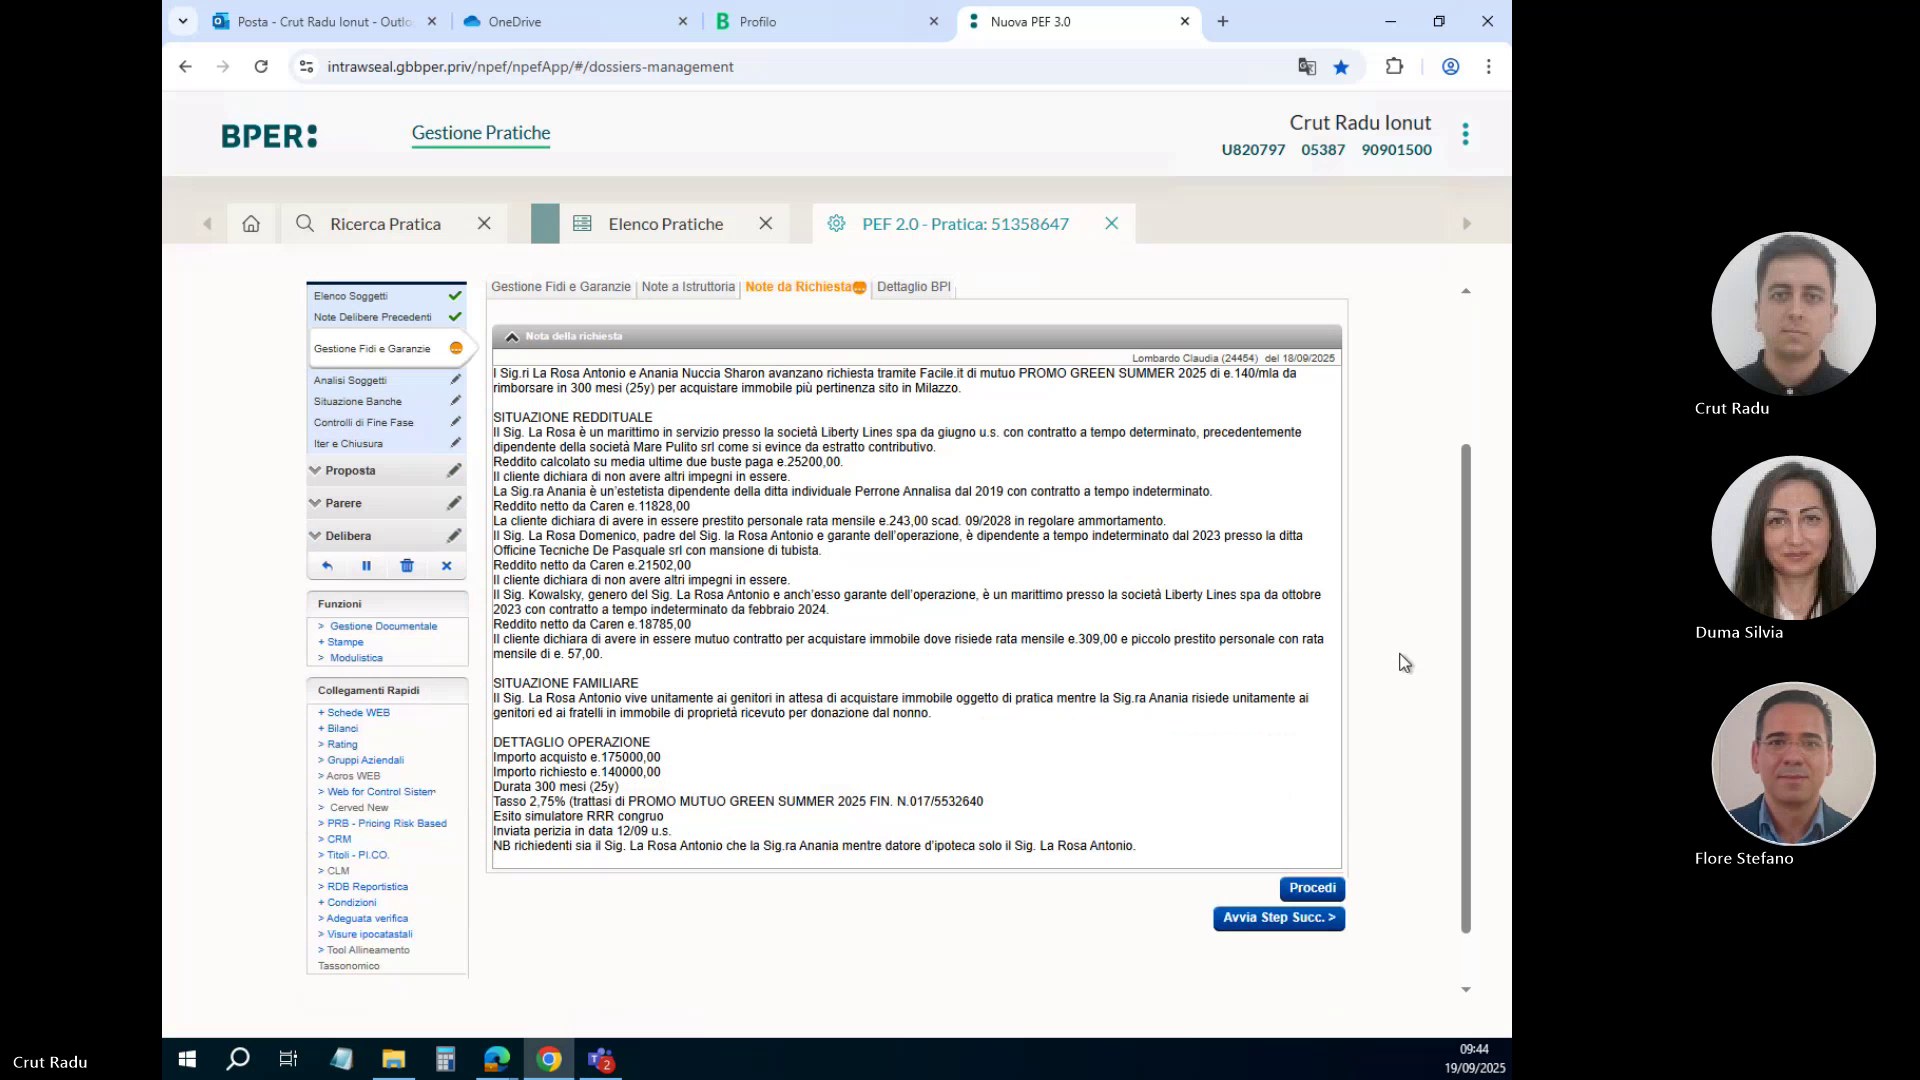 Posta - Crut Radu Ionut - Outlo
OneDrive
Profilo
Nuova PEF 3.0
intrawseal.gbbper.priv/npef/npefApp/#/dossiers-management
BPER:
Gestione Pratiche
Crut Radu Ionut
U820797 05387 90901500
Ricerca Pratica
Elenco Pratiche
PEF 2.0 - Pratica: 51358647
Elenco Soggetti
Note Delibere Precedenti
Gestione Fidi e Garanzie
Analisi Soggetti
Situazione Banche
Controlli di Fine Fase
Iter e Chiusura
Proposta
Parere
Delibera
Funzioni
> Gestione Documentale
+ Stampe
> Modulistica
Collegamenti Rapidi
+ Schede WEB
+ Bilanci
> Rating
> Gruppi Aziendali
> Acros WEB
> Web for Control Sistem
> Cerved New
> PRB - Pricing Risk Based
> CRM
> Titoli - PI.CO.
> CLM
> RDB Reportistica
+ Condizioni
> Adeguata verifica
> Visure ipocatastali
> Tool Allineamento
Tassonomico
Gestione Fidi e Garanzie | Note a Istruttoria | Note da Richiesta | Dettaglio BPI
Nota della richiesta
Lombardo Claudia (24454) del 18/09/2025
I Sig.ri La Rosa Antonio e Anania Nuccia Sharon avanzano richiesta tramite Facile.it di mutuo PROMO GREEN SUMMER 2025 di e.140/mla da
rimborsare in 300 mesi (25y) per acquistare immobile più pertinenza sito in Milazzo.
SITUAZIONE REDDITUALE
Il Sig. La Rosa è un marittimo in servizio presso la società Liberty Lines spa da giugno u.s. con contratto a tempo determinato, precedentemente
dipendente della società Mare Pulito srl come si evince da estratto contributivo.
Reddito calcolato su media ultime due buste paga e.25200,00.
Il cliente dichiara di non avere altri impegni in essere.
La Sig.ra Anania è un'estetista dipendente della ditta individuale Perrone Annalisa dal 2019 con contratto a tempo indeterminato.
Reddito netto da Caren e.11828,00
La cliente dichiara di avere in essere prestito personale rata mensile e.243,00 scad. 09/2028 in regolare ammortamento.
Il Sig. La Rosa Domenico, padre del Sig. la Rosa Antonio e garante dell'operazione, è dipendente a tempo indeterminato dal 2023 presso la ditta
Officine Tecniche De Pasquale srl con mansione di tubista.
Reddito netto da Caren e.21502,00
Il cliente dichiara di non avere altri impegni in essere.
Il Sig. Kowalsky, genero del Sig. La Rosa Antonio e anch'esso garante dell'operazione, è un marittimo presso la società Liberty Lines spa da ottobre
2023 con contratto a tempo indeterminato da febbraio 2024.
Reddito netto da Caren e.18785,00
Il cliente dichiara di avere in essere mutuo contratto per acquistare immobile dove risiede rata mensile e.309,00 e piccolo prestito personale con rata
mensile di e. 57,00.
SITUAZIONE FAMILIARE
Il Sig. La Rosa Antonio vive unitamente ai genitori in attesa di acquistare immobile oggetto di pratica mentre la Sig.ra Anania risiede unitamente ai
genitori ed ai fratelli in immobile di proprietà ricevuto per donazione dal nonno.
DETTAGLIO OPERAZIONE
Importo acquisto e.175000,00
Importo richiesto e.140000,00
Durata 300 mesi (25y)
Tasso 2,75% (trattasi di PROMO MUTUO GREEN SUMMER 2025 FIN. N.017/5532640
Esito simulatore RRR congruo
Inviata perizia in data 12/09 u.s.
NB richiedenti sia il Sig. La Rosa Antonio che la Sig.ra Anania mentre datore d'ipoteca solo il Sig. La Rosa Antonio.
Procedi
Avvia Step Succ. >
Crut Radu
Duma Silvia
Flore Stefano
2
09:44
19/09/2025
Crut Radu